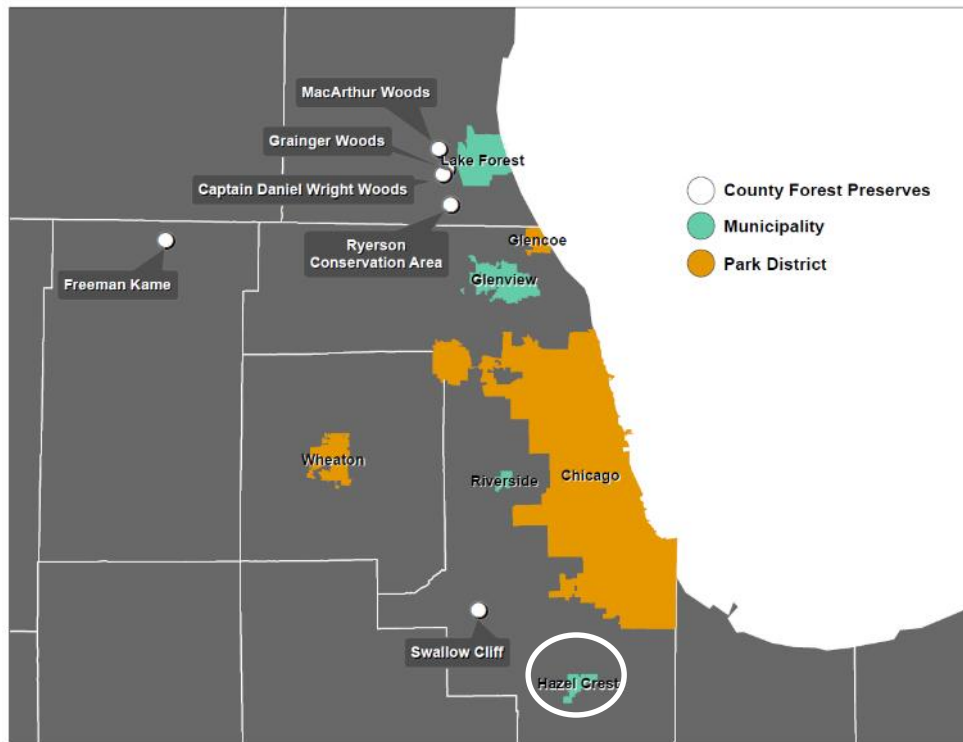 MacArthur Woods
Grainger Woods
Lake Forest
Captain Daniel Wright Woods
County Forest Preserves
Ryerson
Conservation Area
Glencoe
Municipality
Park District
Freeman Kame
Glenview
Wheaton
Riverside
Chicago
Swallow Cliff
Hazel Crest